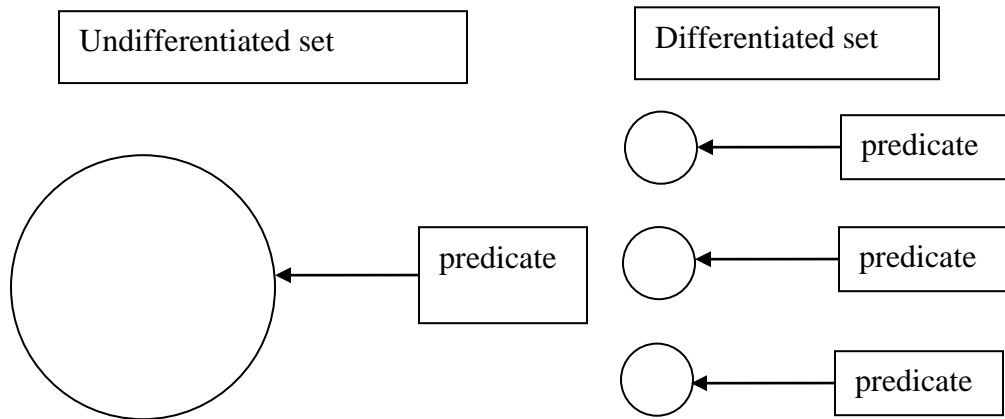 Undifferentiated set
Differentiated set
predicate
predicate
predicate
predicate